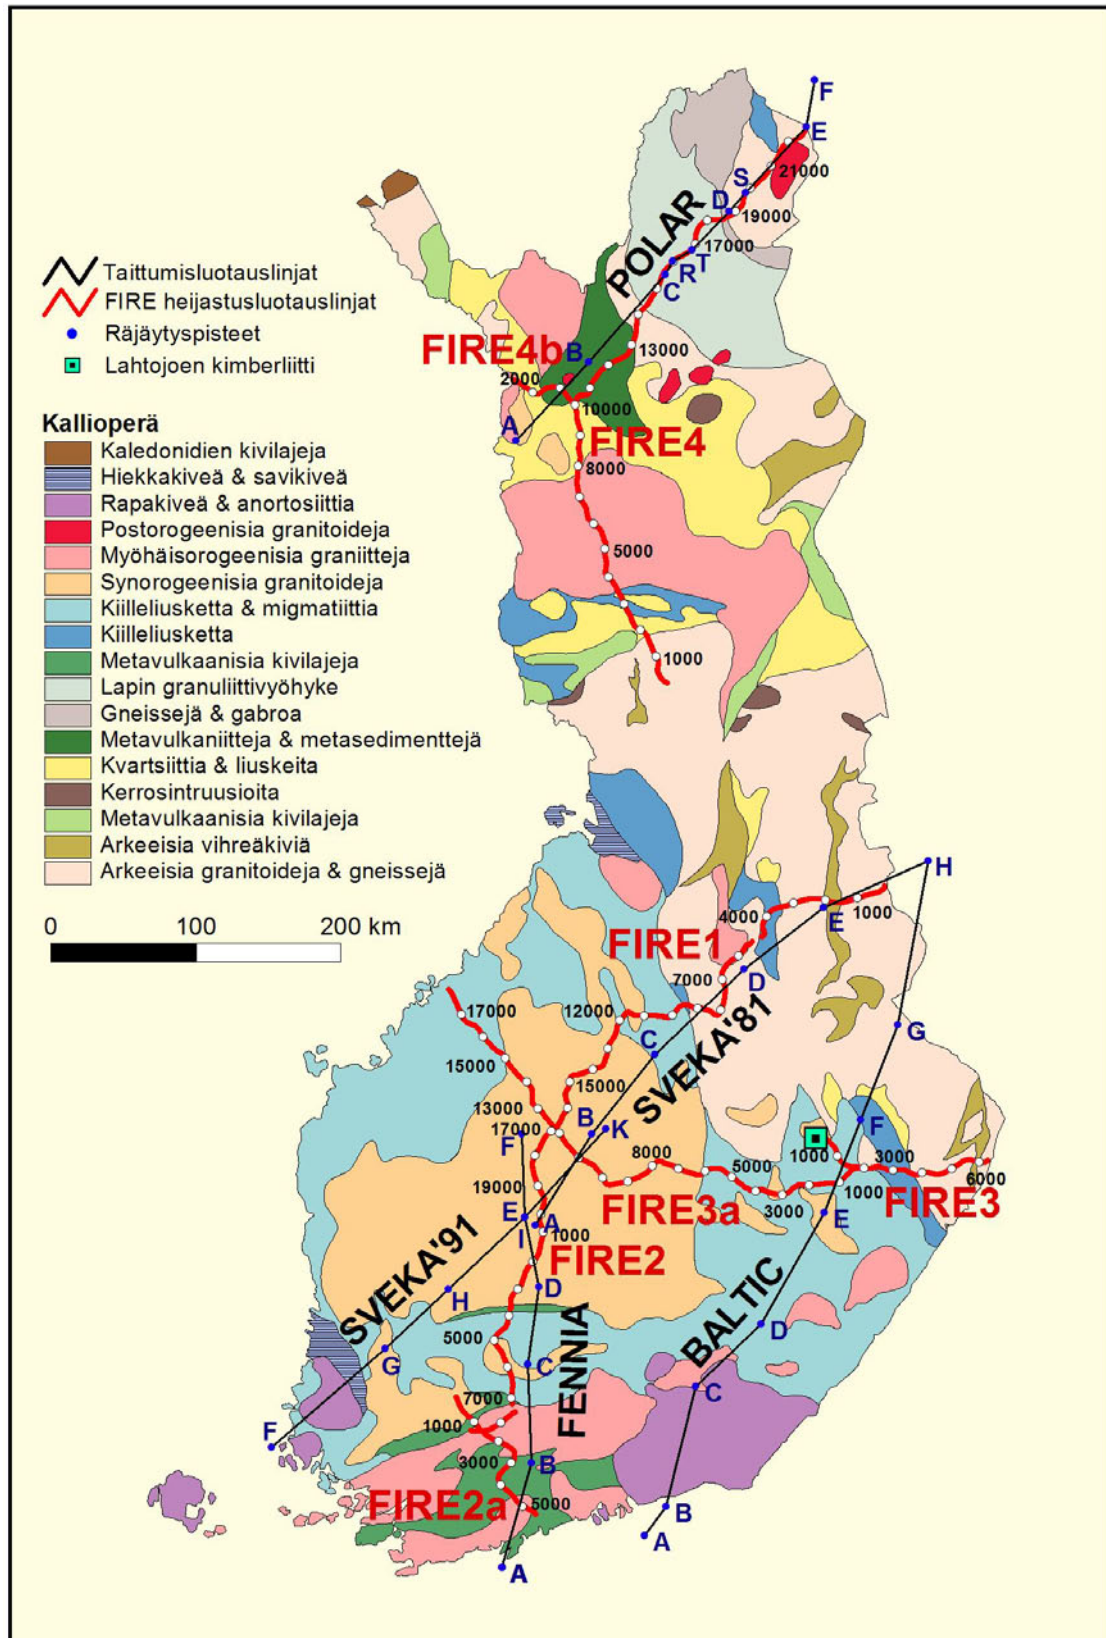 Taittumisluotauslinjat
FIRE heijastusluotauslinjat
Räjäytyspisteet
Lahtojoen kimberliitti
Kallioperä
Kaledonidien kivilajeja
Hiekkakiveä & savikiveä
Rapakiveä & anortosiittia
Postorogeenisia granitoideja
Myöhäisorogeenisia graniitteja
Synorogeenisia granitoideja
Kiilleliusketta & migmatiittia
Kiilleliusketta
Metavulkaanisia kivilajeja
Lapin granuliittivyöhyke
Gneissejä & gabroa
Metavulkaniitteja & metasedimenttejä
Kvartsiittia & liuskeita
Kerrosintruusioita
Metavulkaanisia kivilajeja
Arkeeisia vihreäkiviä
Arkeeisia granitoideja & gneissejä
0 100 200 km
F
E
21000
S
D
19000
POLAR
17000
T
R
C
13000
FIRE4b
B
2000
10000
A
FIRE4
8000
5000
1000
H
E
1000
4000
FIRE1
7000
D
12000
17000
SVEKA'81
G
C
15000
15000
13000
17000
F
B
K
F
8000
5000
1000
3000
6000
1000
3000
19000
FIRE3a
FIRE3
E
E
A
I
1000
SVEKA'91
FIRE2
D
H
BALTIC
D
5000
FENNIA
G
C
C
7000
1000
F
3000
B
FIRE2a
5000
B
A
A